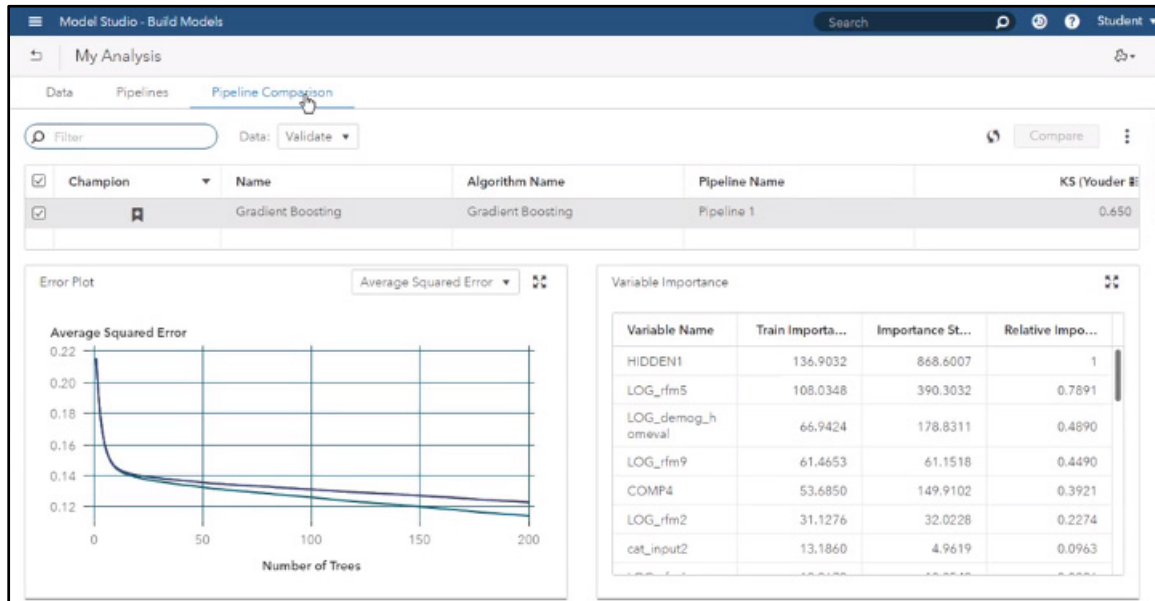 Model Studio - Build Models
Search
Student
My Analysis
Data Pipelines Pipeline Comparison
Filter
Data: Validate
Compare
Champion Name Algorithm Name Pipeline Name KS (Youder
Gradient Boosting Gradient Boosting Pipeline 1 0.650
Error Plot
Average Squared Error
Average Squared Error
0.22
0.20
0.18
0.16
0.14
0.12
0 50 100 150 200
Number of Trees
Variable Importance
Variable Name Train Importa... Importance St... Relative Impo...
HIDDEN1 136.9032 868.6007 1
LOG_rfm5 108.0348 390.3032 0.7891
LOG_demog_h
omeval 66.9424 178.8311 0.4890
LOG_rfm9 61.4653 61.1518 0.4490
COMP4 53.6850 149.9102 0.3921
LOG_rfm2 31.1276 32.0228 0.2274
cat_input2 13.1860 4.9619 0.0963